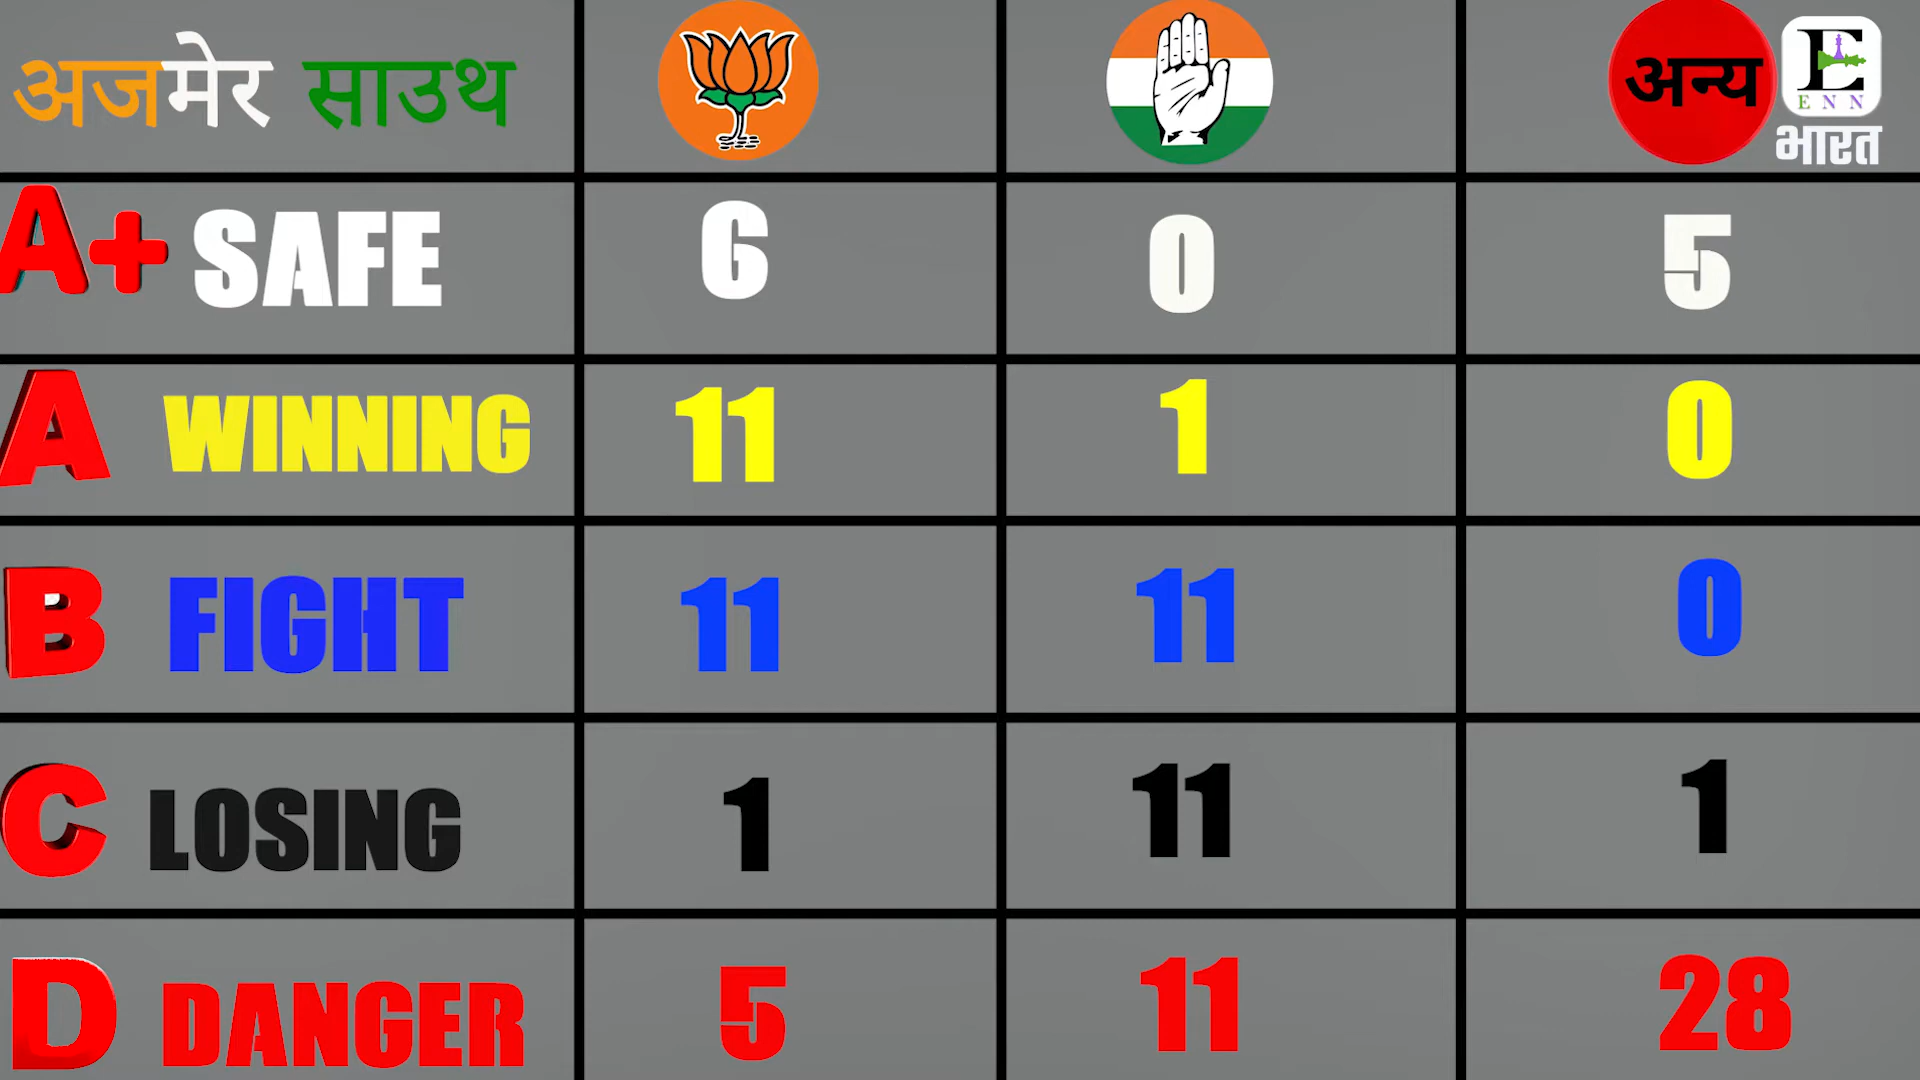 अजमेर साउथ अन्य E
ENN
भारत
A+ SAFE 6 0 5
A WINNING 11 1 0
B FIGHT 11 11 0
C LOSING 1 11 1
D DANGER 5 11 28